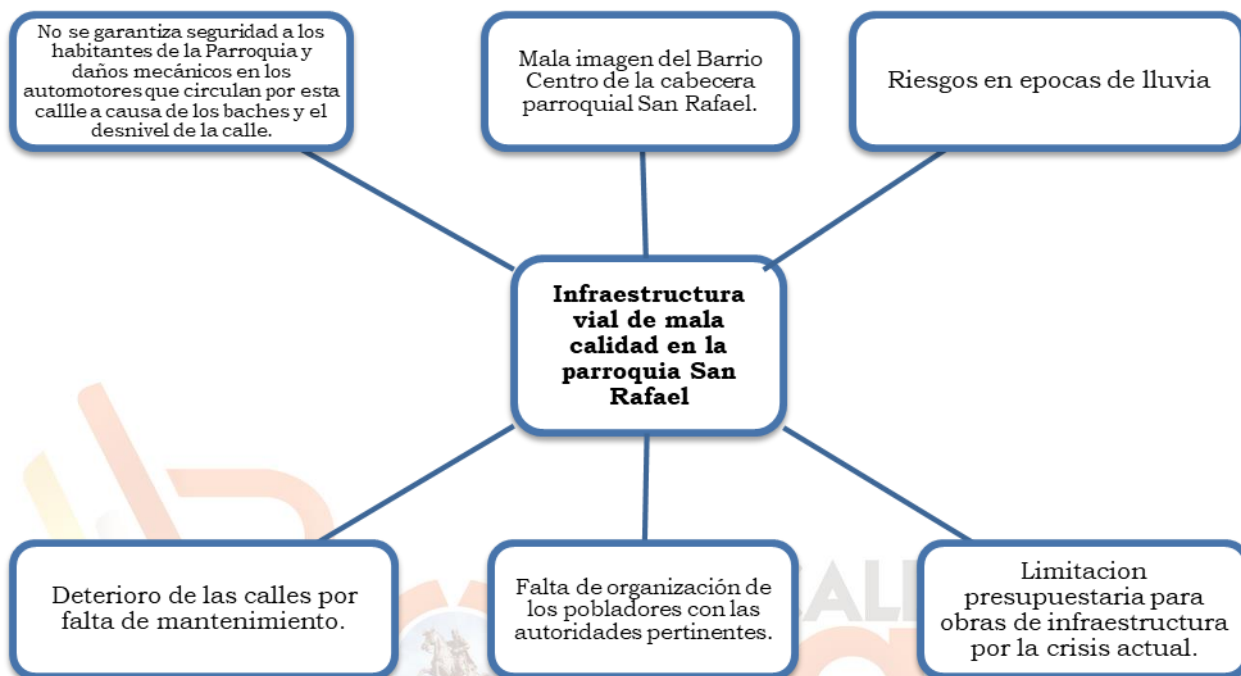 No se garantiza seguridad a los
habitantes de la Parroquia y
daños mecánicos en los
automotores que circulan por esta
callle a causa de los baches y el
desnivel de la calle.
Mala imagen del Barrio
Centro de la cabecera
parroquial San Rafael.
Riesgos en epocas de lluvia
Infraestructura
vial de mala
calidad en la
parroquia San
Rafael
Deterioro de las calles por
falta de mantenimiento.
Falta de organización de
los pobladores con las
autoridades pertinentes.
Limitacion
presupuestaria para
obras de infraestructura
por la crisis actual.